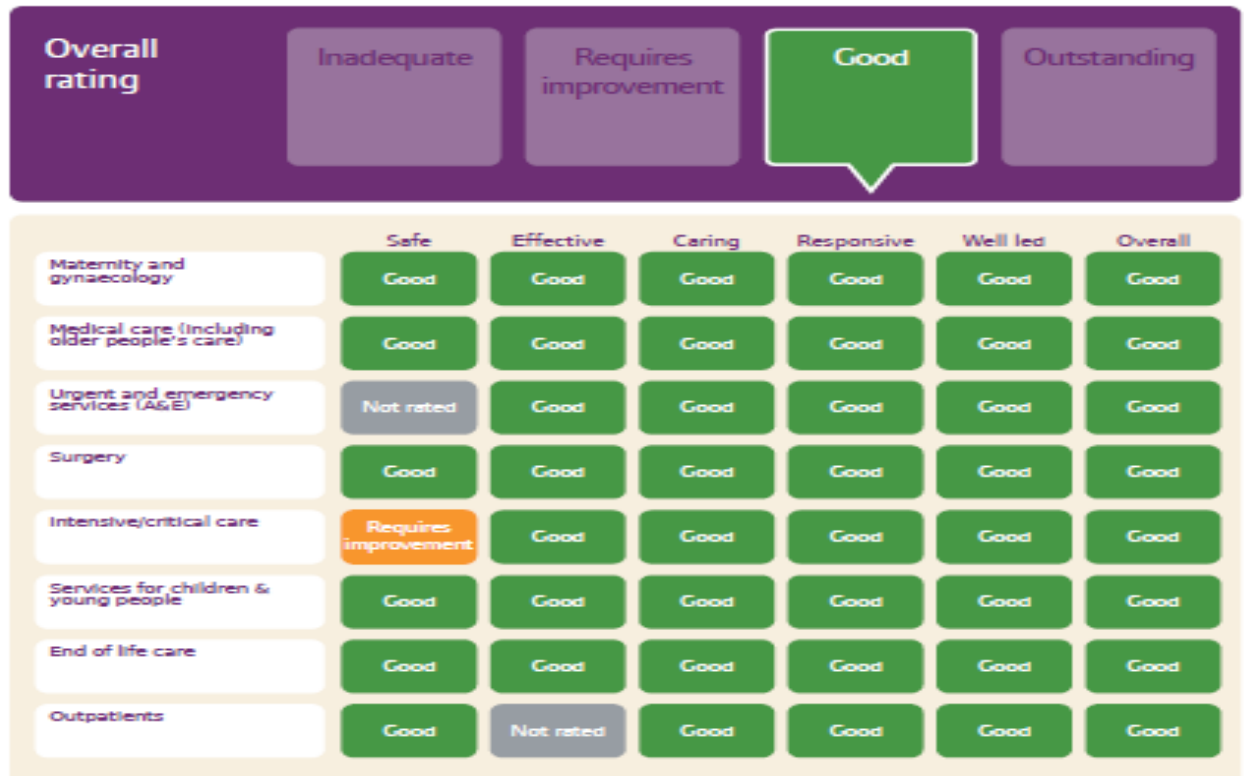 Overall
rating
Inadequate
Requires
improvement
Good
Outstanding
Safe Effective Caring Responsive Well led Overall
Maternity and
gynaecology
Good Good Good Good Good Good
Medical care (including
older people's care)
Good Good Good Good Good Good
Urgent and emergency
services (A&E)
Not rated Good Good Good Good Good
Surgery
Good Good Good Good Good Good
Intensive/critical care
Requires
improvement
Good Good Good Good Good
Services for children &
young people
Good Good Good Good Good Good
End of life care
Good Good Good Good Good Good
Outpatients
Good Not rated Good Good Good Good